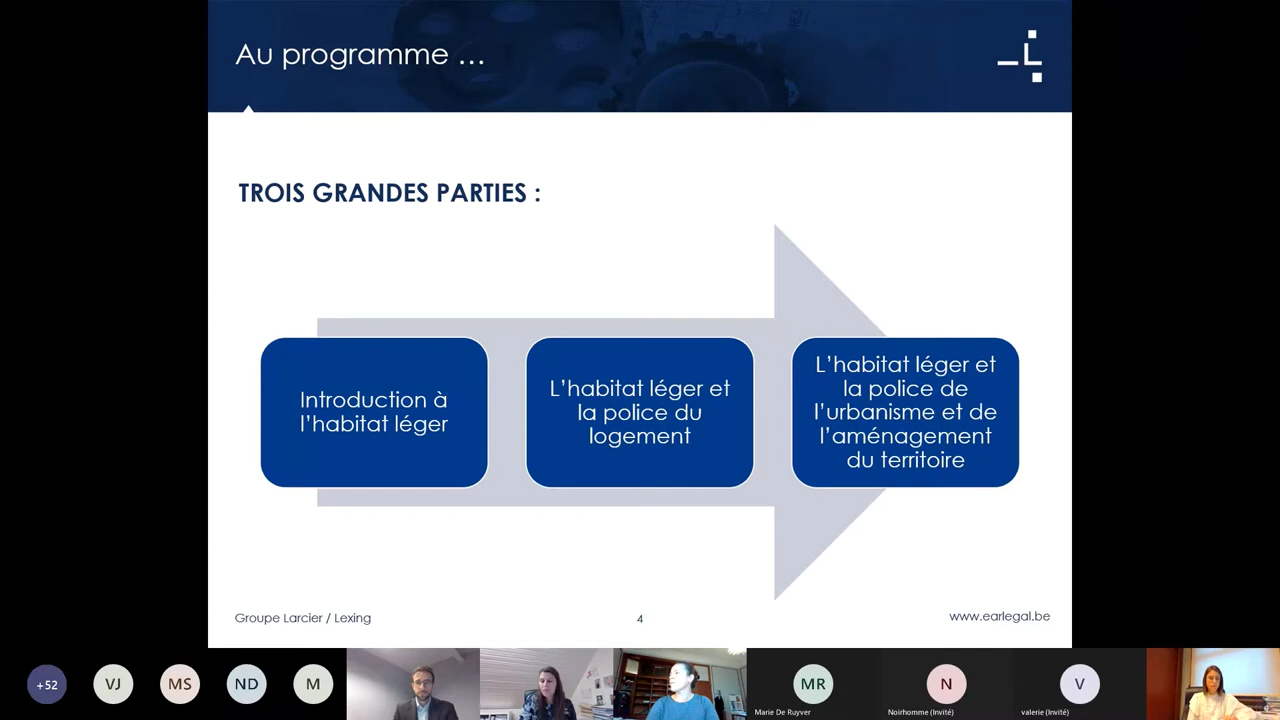 Au programme …
TROIS GRANDES PARTIES :
Introduction à
l'habitat léger
L'habitat léger et
la police du
logement
L'habitat léger et
la police de
l'urbanisme et de
l'aménagement
du territoire
Groupe Larcier / Lexing
4
www.earlegal.be
+52
VJ
MS
ND
M
MR
Marie De Ruyver
N
Noirhomme (Invité)
V
valerie (Invité)